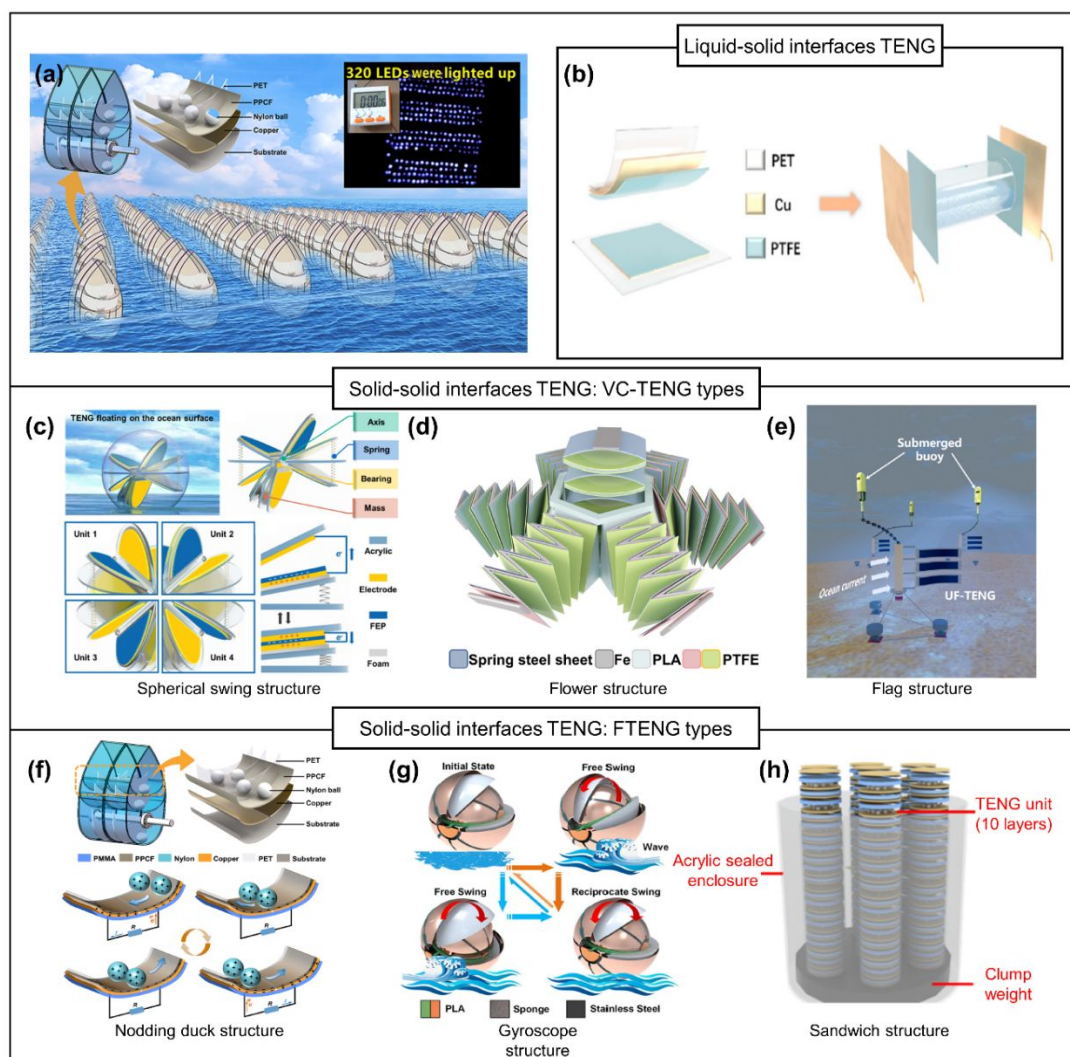 Liquid-solid interfaces TENG
(a)
320 LEDs were lighted up
PET
PPCF
Nylon ball
Copper
Substrate
(b)
PET
Cu
PTFE
Solid-solid interfaces TENG: VC-TENG types
(c)
TENG floating on the ocean surface
Axis
Spring
Bearing
Mass
Unit 1
Unit 2
Unit 3
Unit 4
Acrylic
Electrode
FEP
Foam
e-
e-
Spherical swing structure
(d)
Spring steel sheet
Fe
PLA
PTFE
Flower structure
(e)
Submerged
buoy
Ocean current
UF-TENG
Flag structure
Solid-solid interfaces TENG: FTENG types
(f)
PET
PPCF
Nylon ball
Copper
Substrate
PMMA
PPCF
Nylon
Copper
PET
Substrate
R
R
R
R
Nodding duck structure
(g)
Initial State
Free Swing
Wave
Free Swing
Reciprocate Swing
PLA
Sponge
Stainless Steel
Gyroscope
structure
(h)
TENG unit
(10 layers)
Acrylic sealed
enclosure
Clump
weight
Sandwich structure